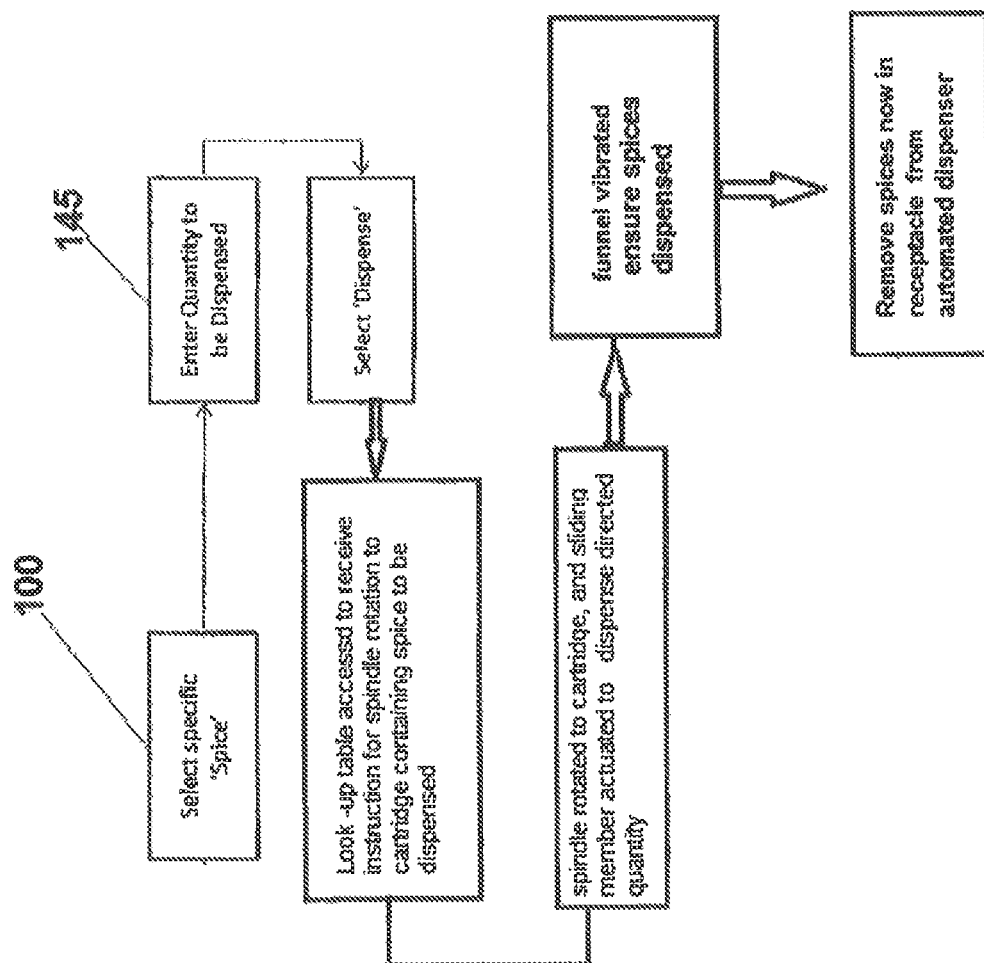 100
Select specific
'Spice'
145
Enter Quantity to
be Dispensed
Select 'Dispense'
Look -up table accessd to receive
instruction for spindle rotation to
cartridge containing spice to be
dispensed
spindle rotated to cartridge, and sliding
member actuated to dispense directed
quantity
funnel vibrated
ensure spices
dispensed
Remove spices now in
receptacle from
automated dispenser